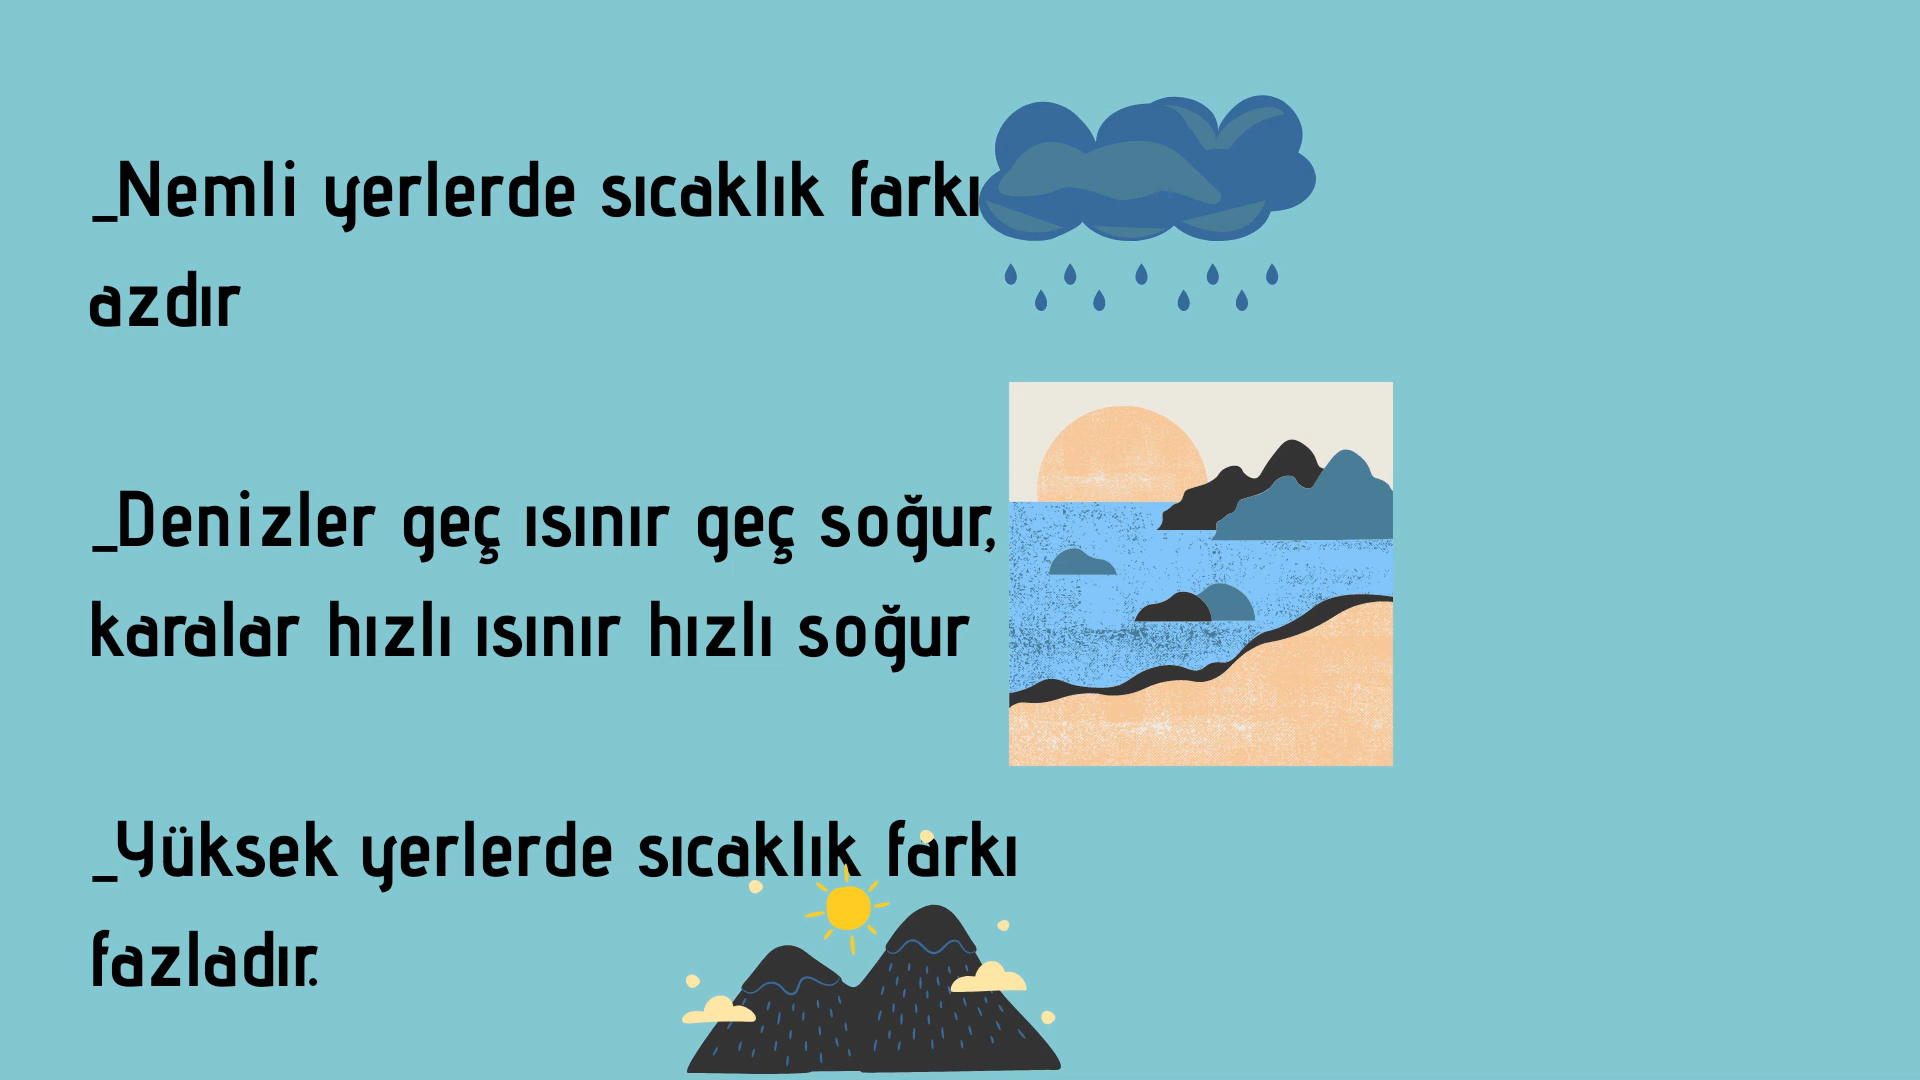 _Nemli yerlerde sıcaklık farkı
azdır
_Denizler geç ısınır geç soğur,
karalar hızlı ısınır hızlı soğur
_Yüksek yerlerde sıcaklık farkı
fazladır.